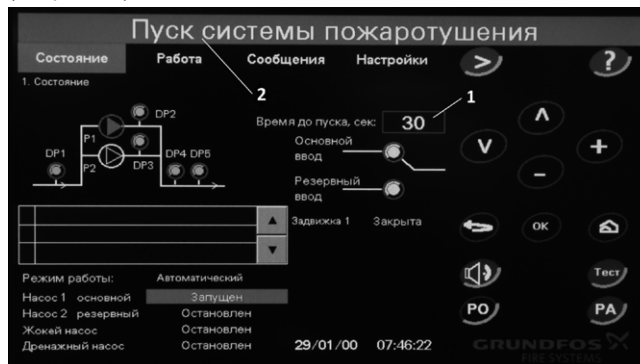 Пуск системы пожаротушения
Состояние Работа Сообщения Настройки > ?
1. Состояние
2
1
DP2
Время до пуска, сек: 30
P1
Основной ввод
DP1 P2 DP3 DP4 DP5
Резервный ввод
Задвижка 1 Закрыта
OK
Режим работы: Автоматический
Тест
Насос 1 основной Запущен
Насос 2 резервный Остановлен
PO PA
Жокей насос Остановлен
Дренажный насос Остановлен 29/01/00 07:46:22
GRUNDFOS
FIRE SYSTEMS